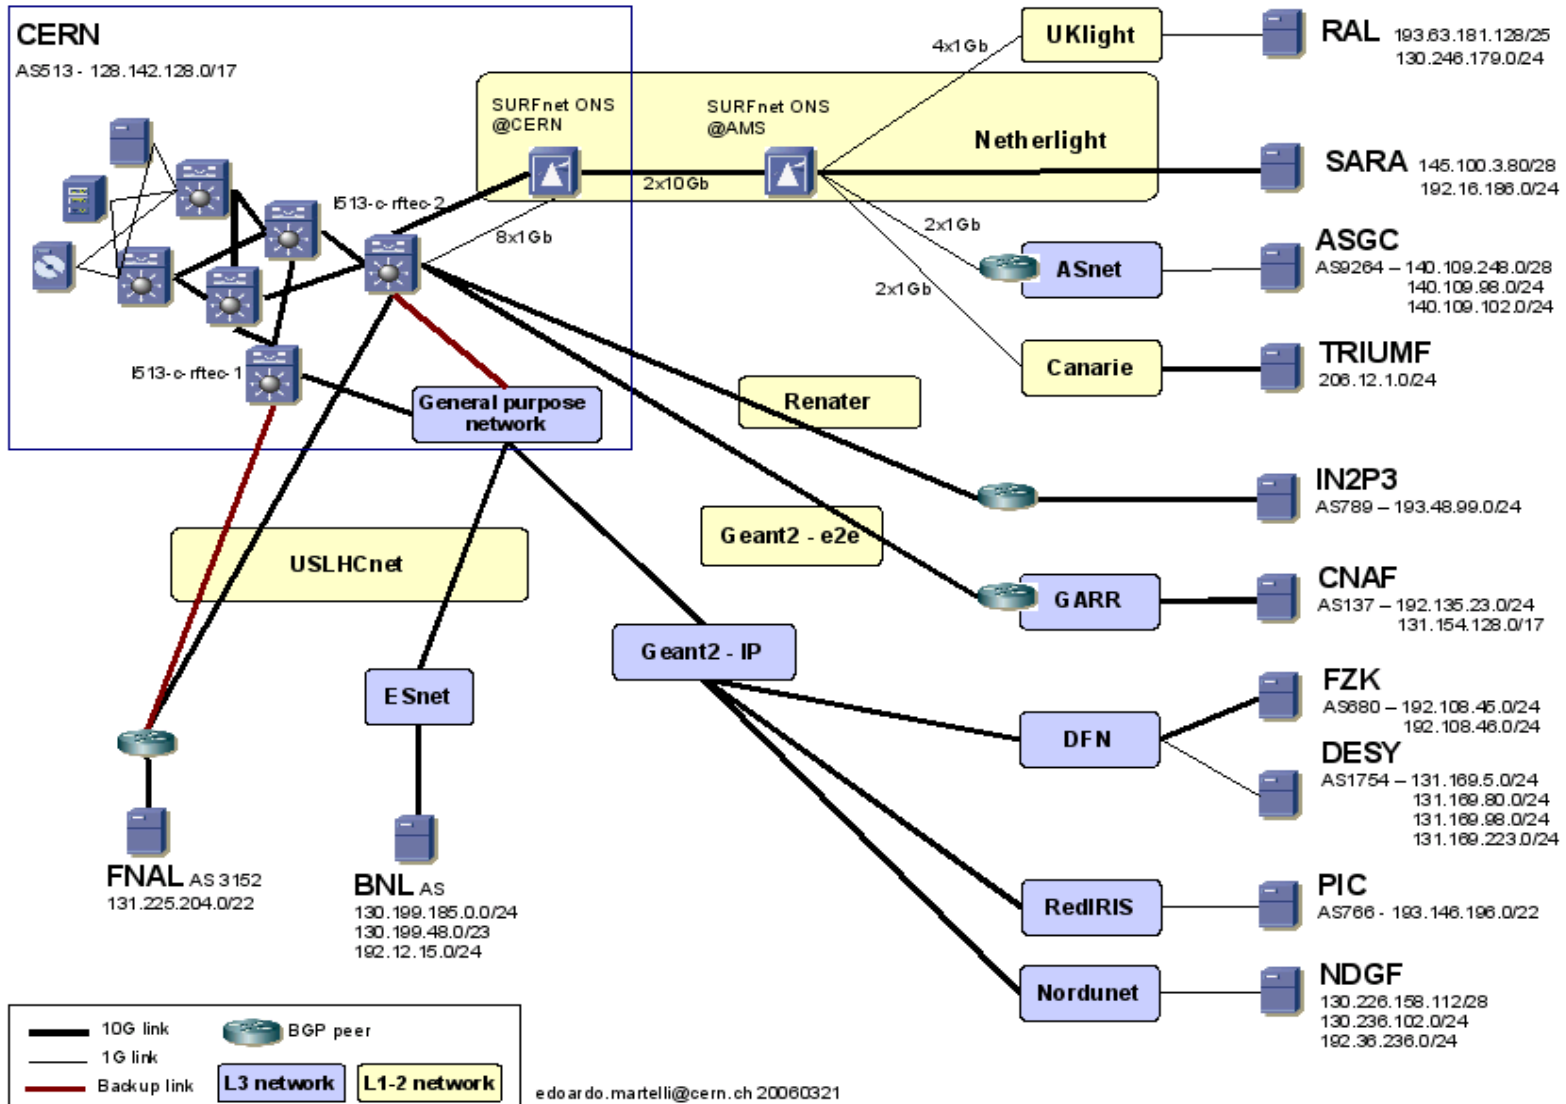 CERN
AS513 - 128.142.128.0/17
SURFnet ONS
@CERN
SURFnet ONS
@AMS
Netherlight
2x10Gb
8x1Gb
4x1Gb
2x1Gb
2x1Gb
l513-c-rftec-2
l513-c-rftec-1
General purpose
network
UKlight
RAL 193.63.181.128/25
130.246.179.0/24
SARA 145.100.3.80/28
192.16.186.0/24
ASnet
ASGC
AS9264 – 140.109.248.0/28
140.109.98.0/24
140.109.102.0/24
Canarie
TRIUMF
206.12.1.0/24
Renater
IN2P3
AS789 – 193.48.99.0/24
Geant2 - e2e
GARR
CNAF
AS137 – 192.135.23.0/24
131.154.128.0/17
USLHCnet
Geant2 - IP
ESnet
DFN
FZK
AS680 – 192.108.45.0/24
192.108.46.0/24
DESY
AS1754 – 131.169.5.0/24
131.169.80.0/24
131.169.98.0/24
131.169.223.0/24
FNAL AS 3152
131.225.204.0/22
BNL AS
130.199.185.0.0/24
130.199.48.0/23
192.12.15.0/24
RedIRIS
PIC
AS766 - 193.146.196.0/22
Nordunet
NDGF
130.226.158.112/28
130.236.102.0/24
192.36.236.0/24
10G link
BGP peer
1G link
Backup link
L3 network
L1-2 network
edoardo.martelli@cern.ch 20060321